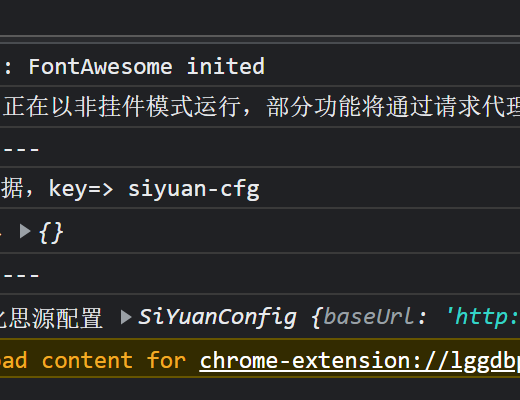 : FontAwesome inited
正在以非挂件模式运行，部分功能将通过请求代理
---
据，key=> siyuan-cfg
▶{}
---
化思源配置 ▶SiYuanConfig {baseUrl: 'http:
oad content for chrome-extension://lggdbp